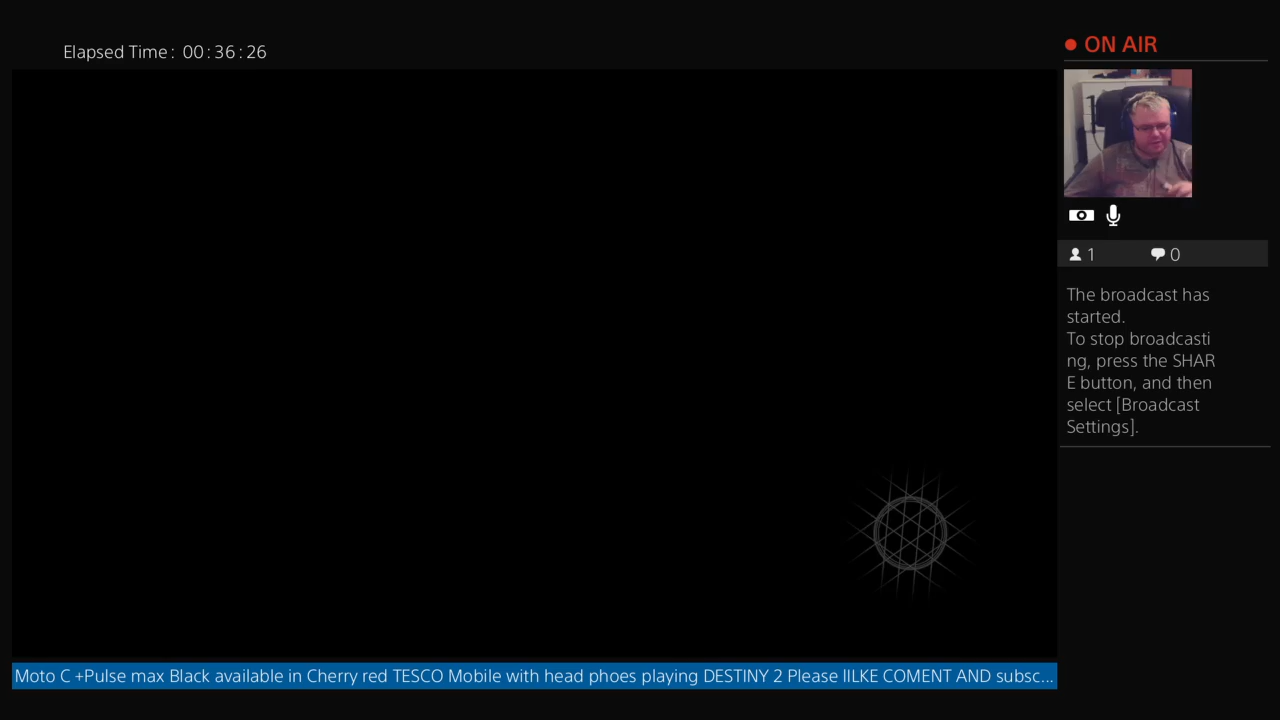 Elapsed Time: 00:36:26
ON AIR
1 0
The broadcast has
started.
To stop broadcasti
ng, press the SHAR
E button, and then
select [Broadcast
Settings].
Moto C +Pulse max Black available in Cherry red TESCO Mobile with head phoes playing DESTINY 2 Please lILKE COMENT AND subsc...